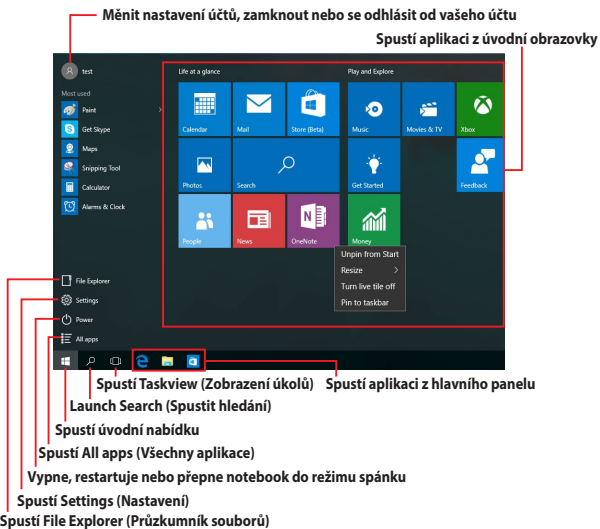 Měnit nastavení účtů, zamknout nebo se odhlásit od vašeho účtu
Spustí aplikaci z úvodní obrazovky
test
Life at a glance
Play and Explore
Most used
Paint
Get Skype
Maps
Snipping Tool
Calculator
Alarms & Clock
Calendar
Mail
Store (Beta)
Music
Movies & TV
Xbox
Photos
Search
Get Started
Feedback
People
News
OneNote
Money
Unpin from Start
Resize
Turn live tile off
Pin to taskbar
File Explorer
Settings
Power
All apps
Spustí Taskview (Zobrazení úkolů)
Spustí aplikaci z hlavního panelu
Launch Search (Spustit hledání)
Spustí úvodní nabídku
Spustí All apps (Všechny aplikace)
Vypne, restartuje nebo přepne notebook do režimu spánku
Spustí Settings (Nastavení)
Spustí File Explorer (Průzkumník souborů)